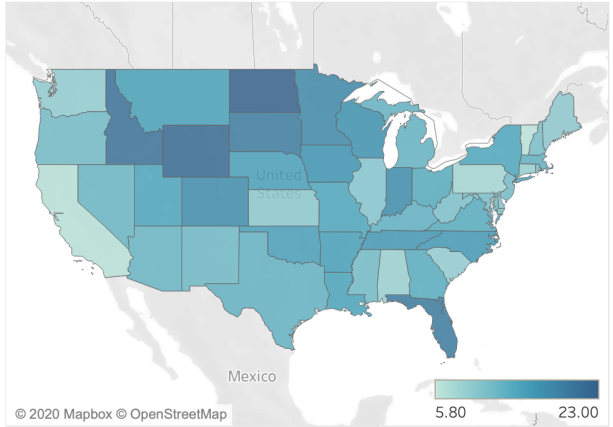 United
States
Mexico
5.80 23.00
© 2020 Mapbox © OpenStreetMap